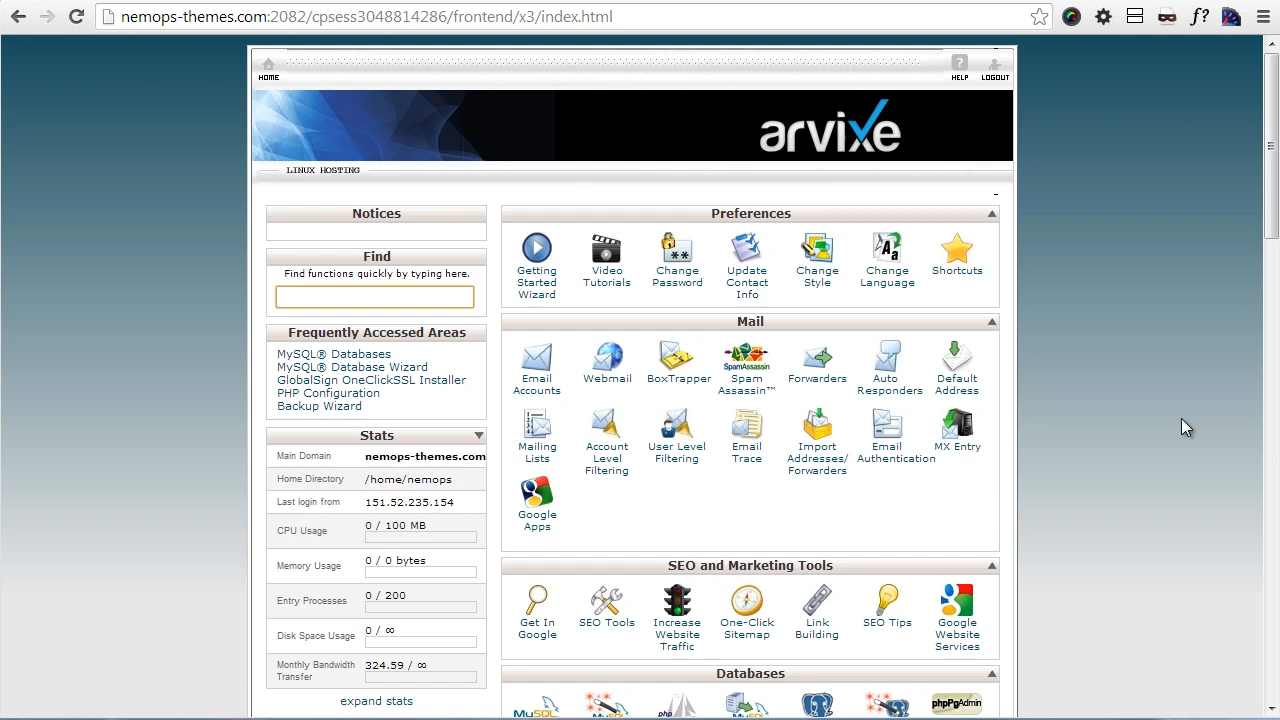 nemops-themes.com:2082/cpsess3048814286/frontend/x3/index.html
f?
HOME
HELP
LOGOUT
arvixe
LINUX HOSTING
Notices
Find
Find functions quickly by typing here.
Frequently Accessed Areas
MySQL® Databases
MySQL® Database Wizard
GlobalSign OneClickSSL Installer
PHP Configuration
Backup Wizard
Stats
Main Domain nemops-themes.com
Home Directory /home/nemops
Last login from 151.52.235.154
CPU Usage 0 / 100 MB
Memory Usage 0 / 0 bytes
Entry Processes 0 / 200
Disk Space Usage 0 / ∞
Monthly Bandwidth
Transfer 324.59 / ∞
expand stats
Preferences
Getting
Started
Wizard
Video
Tutorials
Change
Password
Update
Contact
Info
Change
Style
Change
Language
Shortcuts
Mail
Email
Accounts
Webmail
BoxTrapper
SpamAssassin
Spam
Assassin™
Forwarders
Auto
Responders
Default
Address
Mailing
Lists
Account
Level
Filtering
User Level
Filtering
Email
Trace
Import
Addresses/
Forwarders
Email
Authentication
MX Entry
Google
Apps
SEO and Marketing Tools
Get In
Google
SEO Tools
Increase
Website
Traffic
One-Click
Sitemap
Link
Building
SEO Tips
Google
Website
Services
Databases
MySQL
php
phpPgAdmin